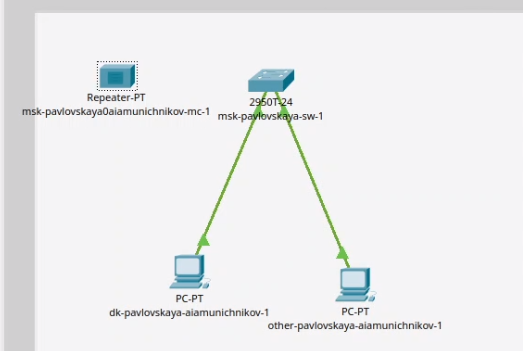 Repeater-PT
msk-pavlovskaya0aiamunichnikov-mc-1
2950T-24
msk-pavlovskaya-sw-1
PC-PT
dk-pavlovskaya-aiamunichnikov-1
PC-PT
other-pavlovskaya-aiamunichnikov-1